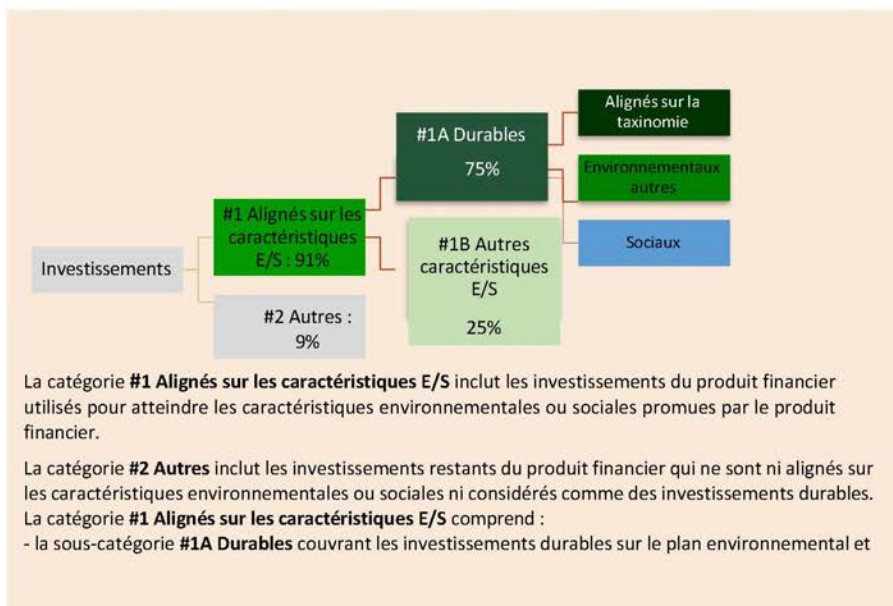 Alignés sur la
taxinomie
#1A Durables
75%
Environnementaux
autres
#1 Alignés sur les
caractéristiques
E/S : 91%
Sociaux
#1B Autres
caractéristiques
E/S
25%
Investissements
#2 Autres :
9%
La catégorie #1 Alignés sur les caractéristiques E/S inclut les investissements du produit financier
utilisés pour atteindre les caractéristiques environnementales ou sociales promues par le produit
financier.
La catégorie #2 Autres inclut les investissements restants du produit financier qui ne sont ni alignés sur
les caractéristiques environnementales ou sociales ni considérés comme des investissements durables.
La catégorie #1 Alignés sur les caractéristiques E/S comprend :
- la sous-catégorie #1A Durables couvrant les investissements durables sur le plan environnemental et